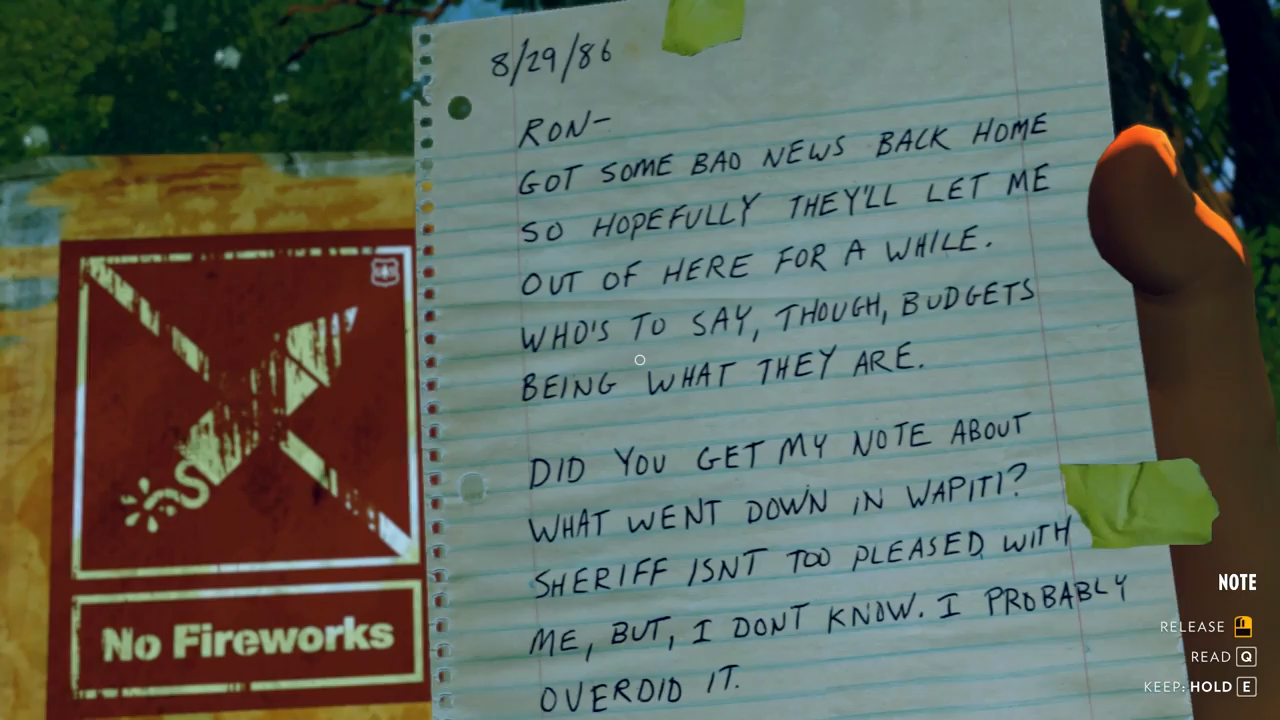 8/29/86
RON-
GOT SOME BAD NEWS BACK HOME
SO HOPEFULLY THEY'LL LET ME
OUT OF HERE FOR A WHILE.
WHO'S TO SAY, THOUGH, BUDGETS
BEING WHAT THEY ARE.
DID YOU GET MY NOTE ABOUT
WHAT WENT DOWN IN WAPITI?
SHERIFF ISNT TOO PLEASED WITH
ME, BUT, I DONT KNOW. I PROBABLY
OVERDID IT.
No Fireworks
NOTE
RELEASE
READ Q
KEEP: HOLD E